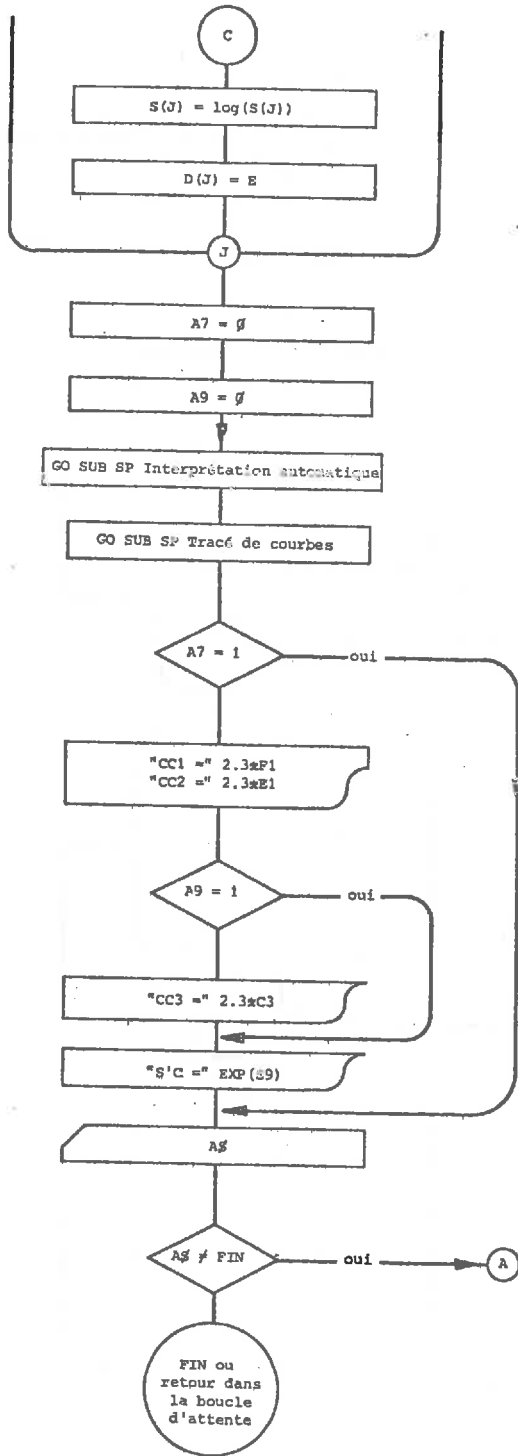 C
S(J) = log(S(J))
D(J) = E
J
A7 = Ø
A9 = Ø
GO SUB SP Interprétation automatique
GO SUB SP Tracé de courbes
A7 = 1
oui
"CC1 =" 2.3*F1
"CC2 =" 2.3*E1
A9 = 1
oui
"CC3 =" 2.3*C3
"S'C =" EXP(S9)
A$
A$ ≠ FIN
oui
A
FIN ou
retour dans
la boucle
d'attente